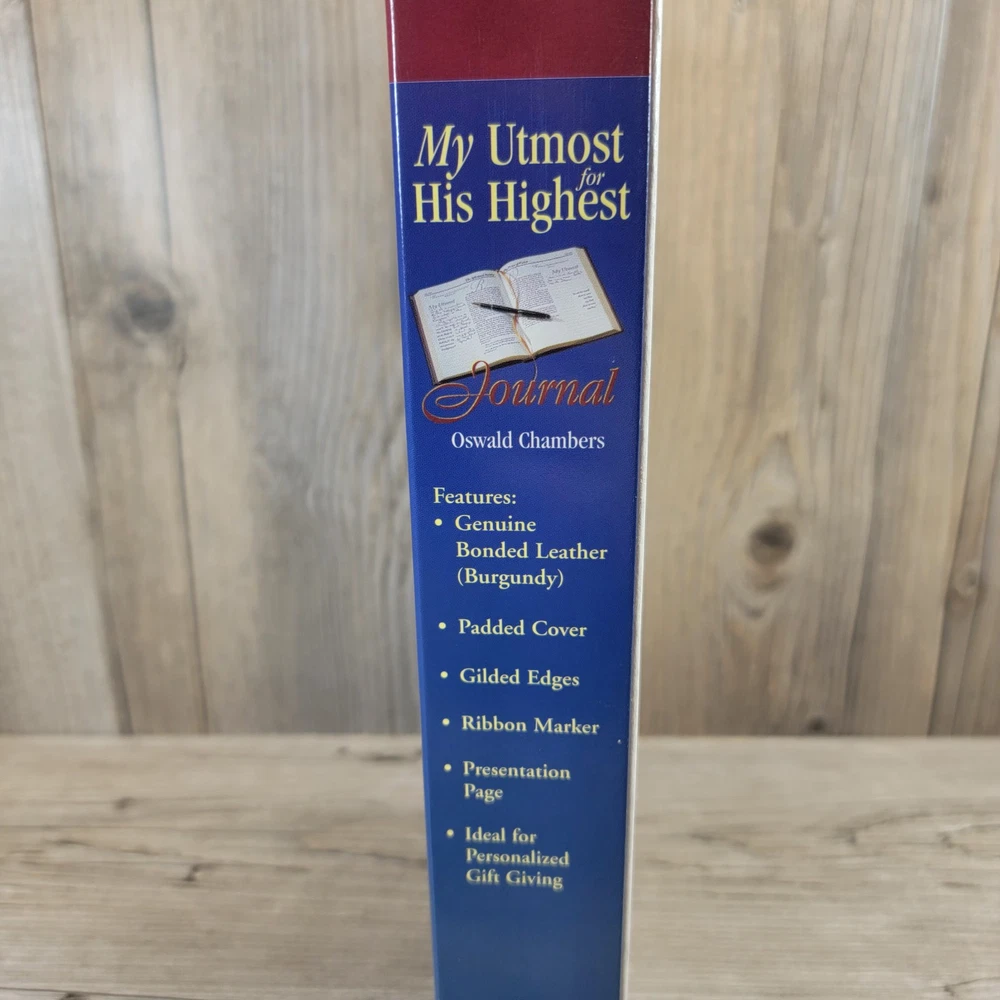 My Utmost
for
His Highest
Journal
Oswald Chambers
Features:
• Genuine
Bonded Leather
(Burgundy)
• Padded Cover
• Gilded Edges
• Ribbon Marker
• Presentation
Page
• Ideal for
Personalized
Gift Giving